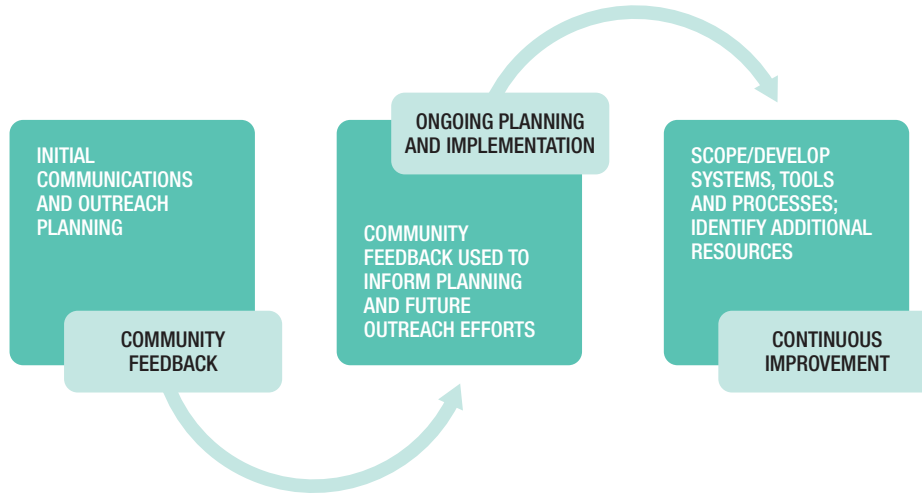 INITIAL
COMMUNICATIONS
AND OUTREACH
PLANNING
COMMUNITY
FEEDBACK
ONGOING PLANNING
AND IMPLEMENTATION
COMMUNITY
FEEDBACK USED TO
INFORM PLANNING
AND FUTURE
OUTREACH EFFORTS
SCOPE/DEVELOP
SYSTEMS, TOOLS
AND PROCESSES;
IDENTIFY ADDITIONAL
RESOURCES
CONTINUOUS
IMPROVEMENT